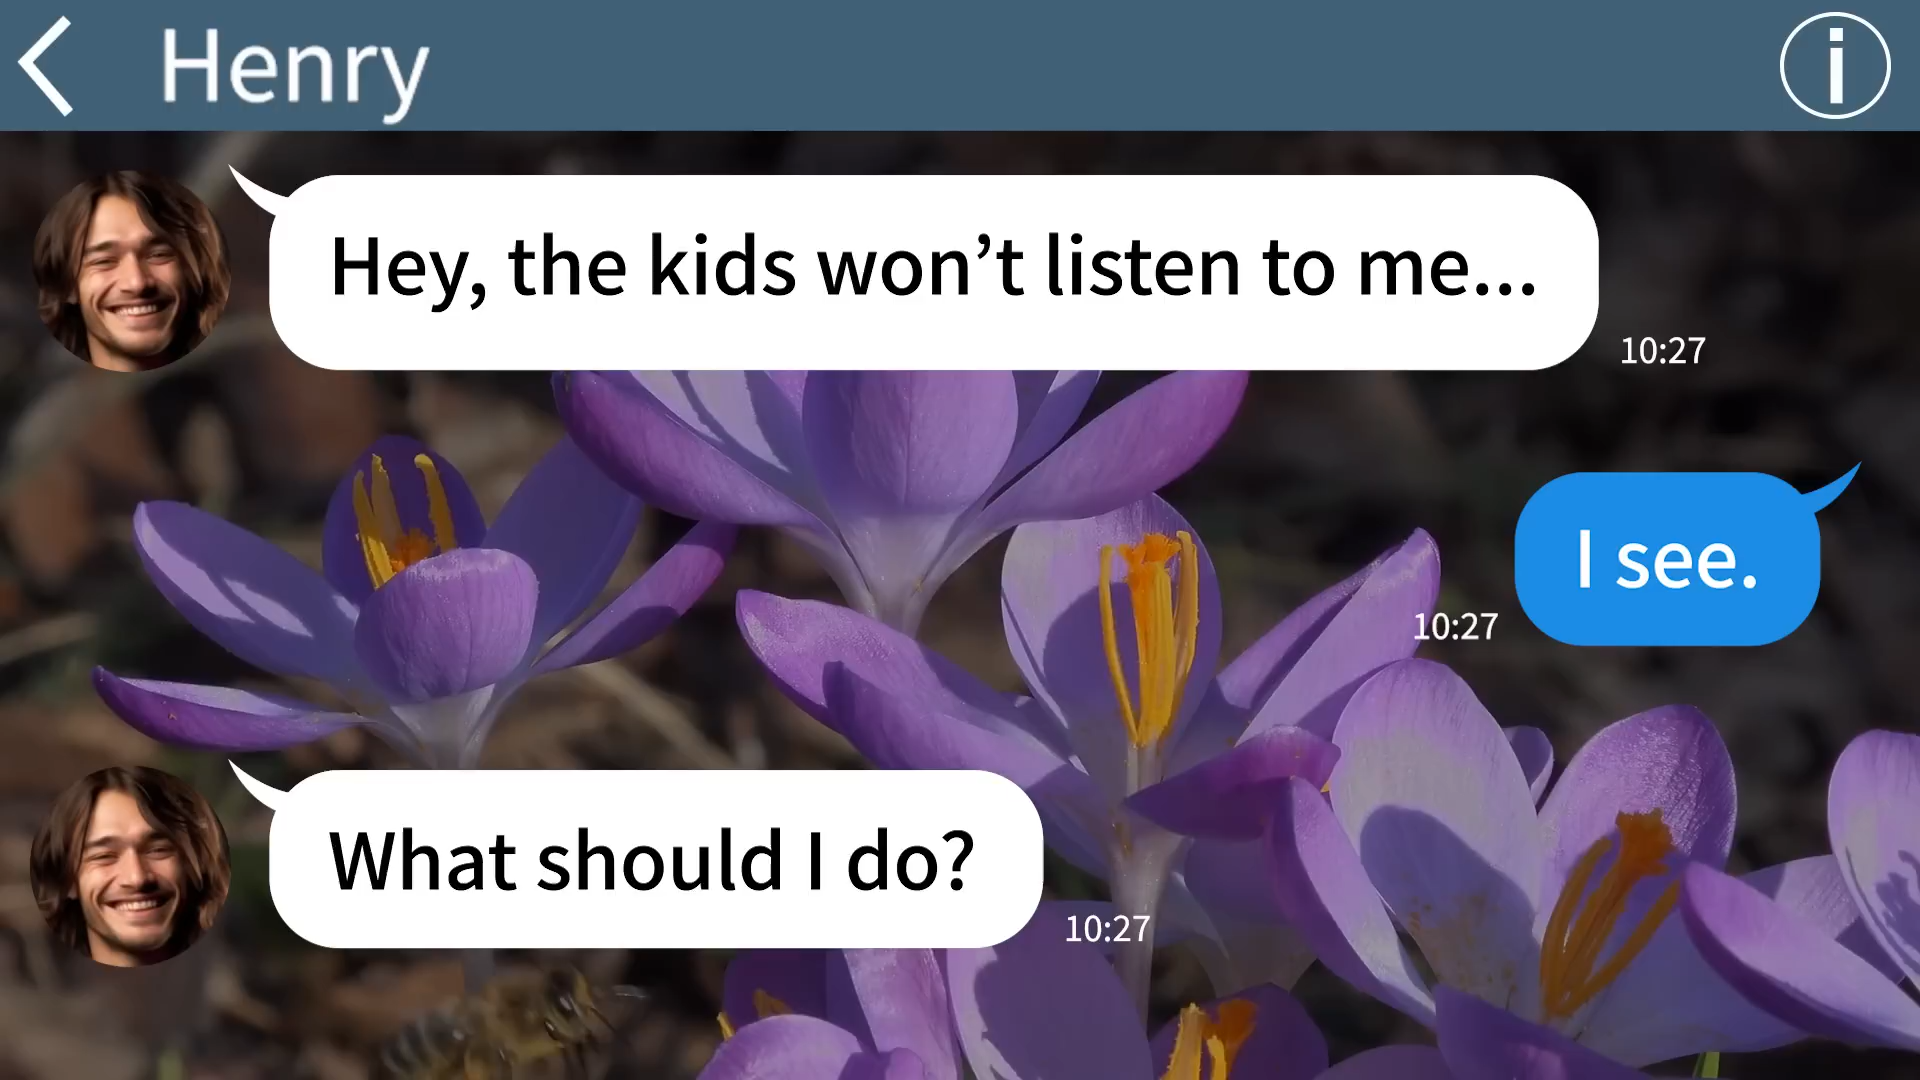 Henry
Hey, the kids won’t listen to me...
10:27
I see.
10:27
What should I do?
10:27